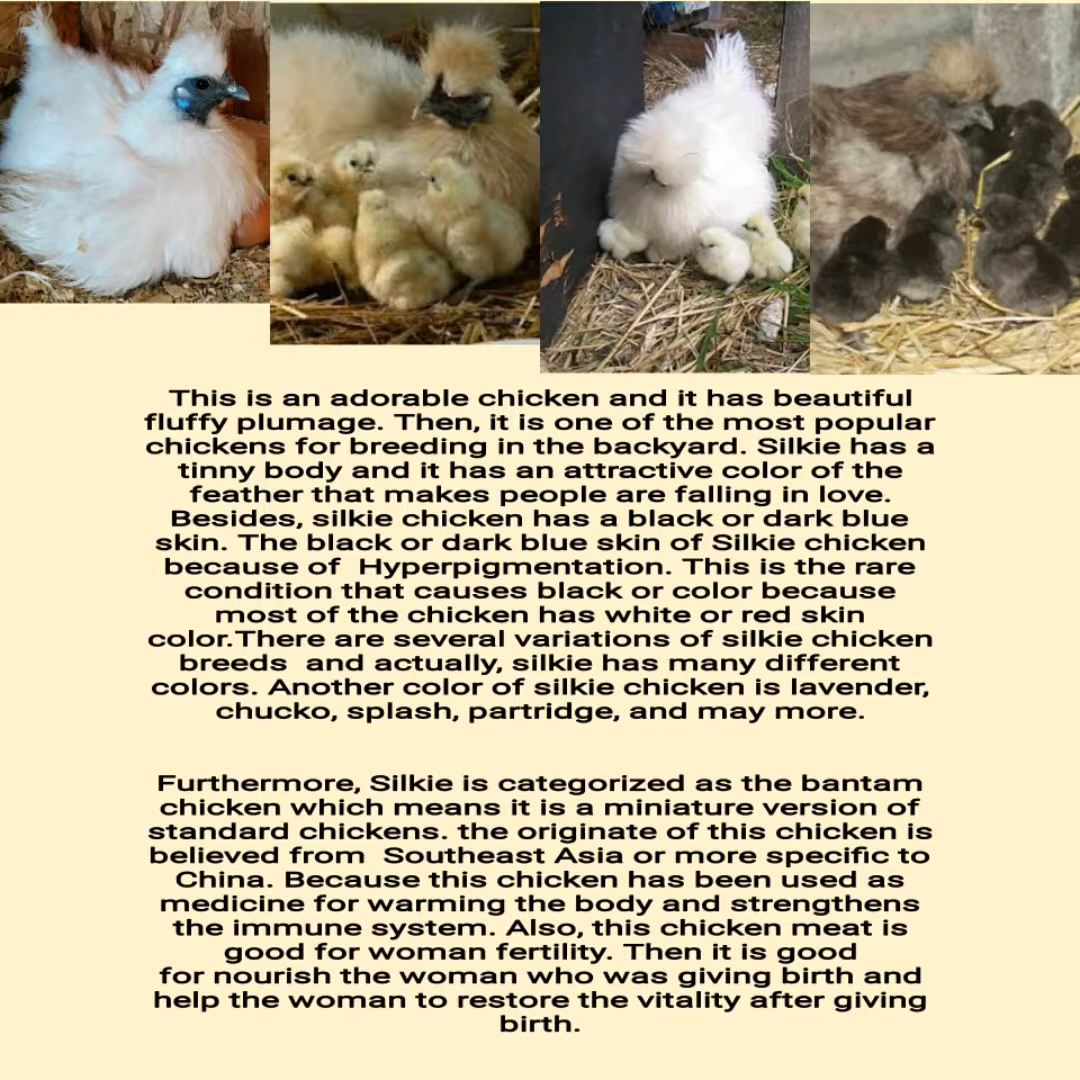 This is an adorable chicken and it has beautiful
fluffy plumage. Then, it is one of the most popular
chickens for breeding in the backyard. Silkie has a
tinny body and it has an attractive color of the
feather that makes people are falling in love.
Besides, silkie chicken has a black or dark blue
skin. The black or dark blue skin of Silkie chicken
because of  Hyperpigmentation. This is the rare
condition that causes black or color because
most of the chicken has white or red skin
color.There are several variations of silkie chicken
breeds  and actually, silkie has many different
colors. Another color of silkie chicken is lavender,
chucko, splash, partridge, and may more.
Furthermore, Silkie is categorized as the bantam
chicken which means it is a miniature version of
standard chickens. the originate of this chicken is
believed from  Southeast Asia or more specific to
China. Because this chicken has been used as
medicine for warming the body and strengthens
the immune system. Also, this chicken meat is
good for woman fertility. Then it is good
for nourish the woman who was giving birth and
help the woman to restore the vitality after giving
birth.